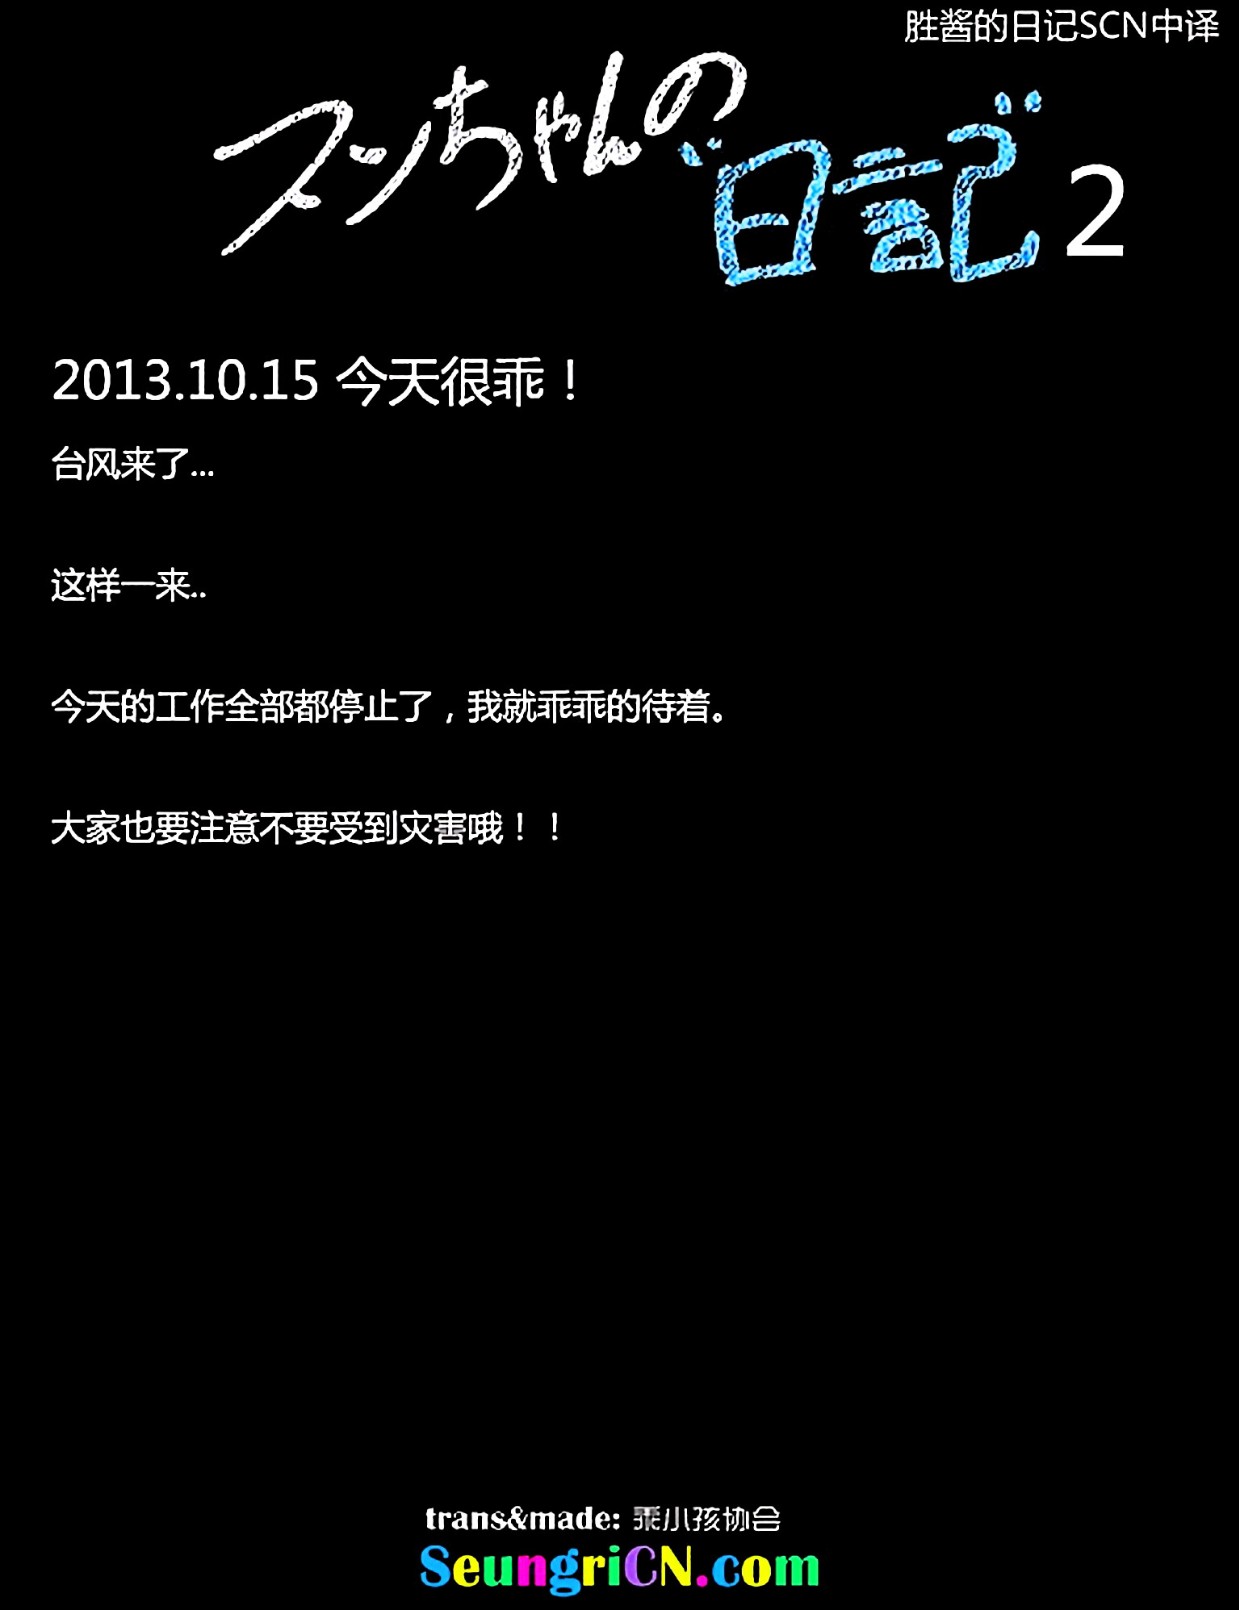 胜酱的日记SCN中译
スンちゃんの
日記2
2013.10.15 今天很乖！
台风来了...
这样一来..
今天的工作全部都停止了，我就乖乖的待着。
大家也要注意不要受到灾害哦！！
trans&made: 乖小孩协会
SeungriCN.com